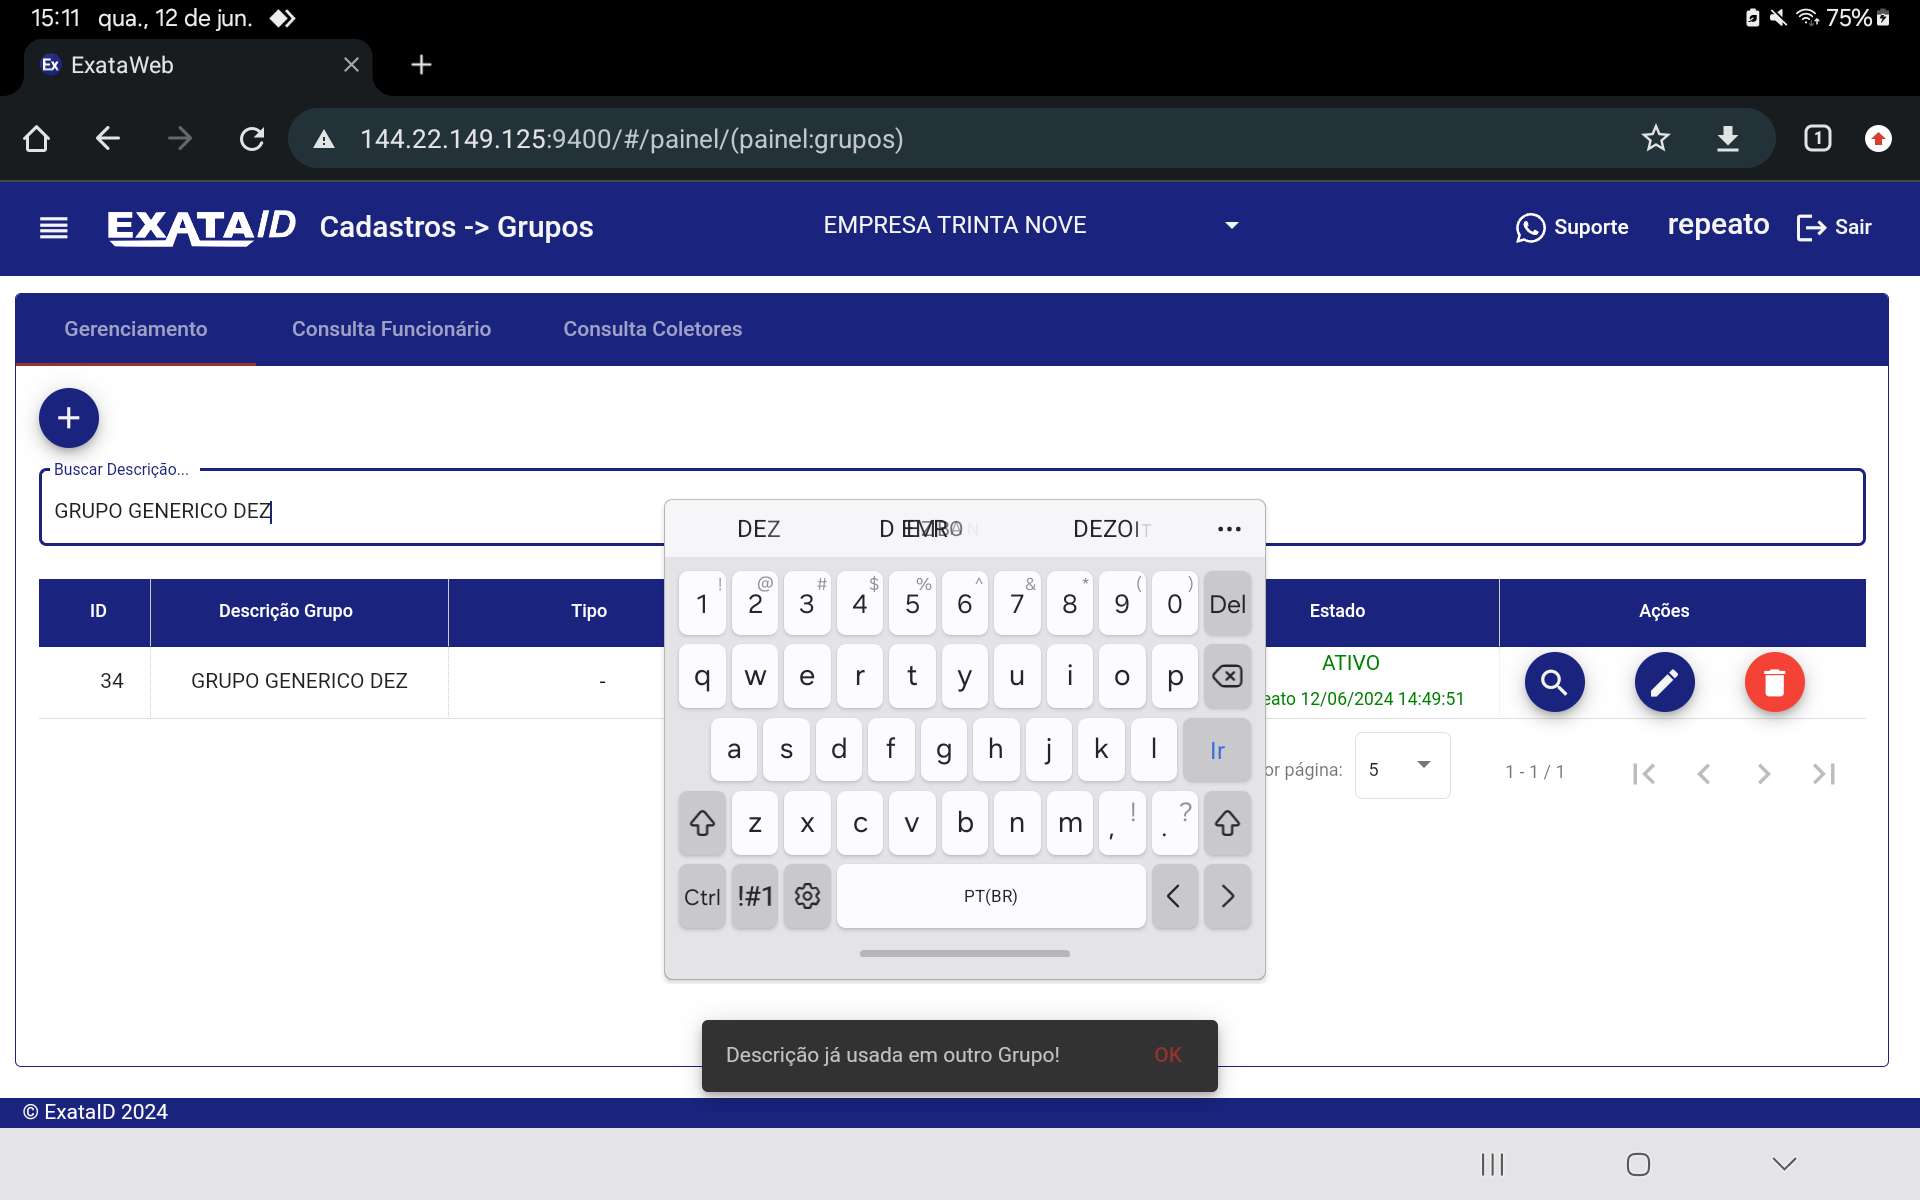 15:11 qua., 12 de jun. 75%
Ex ExataWeb
144.22.149.125:9400/#/painel/(painel:grupos) 1
EXATAID Cadastros -> Grupos EMPRESA TRINTA NOVE Suporte repeato Sair
Gerenciamento Consulta Funcionário Consulta Coletores
+
Buscar Descrição...
GRUPO GENERICO DEZ
DEZ DEZOIT •••
ID Descrição Grupo Tipo Estado Ações
34 GRUPO GENERICO DEZ - ATIVO
eato 12/06/2024 14:49:51
or página: 5 1 - 1 / 1
! @ # $ % ^ & * ( )
1 2 3 4 5 6 7 8 9 0 Del
q w e r t y u i o p
a s d f g h j k l Ir
z x c v b n m , ! . ?
Ctrl !#1 PT(BR) < >
Descrição já usada em outro Grupo! OK
© ExataID 2024